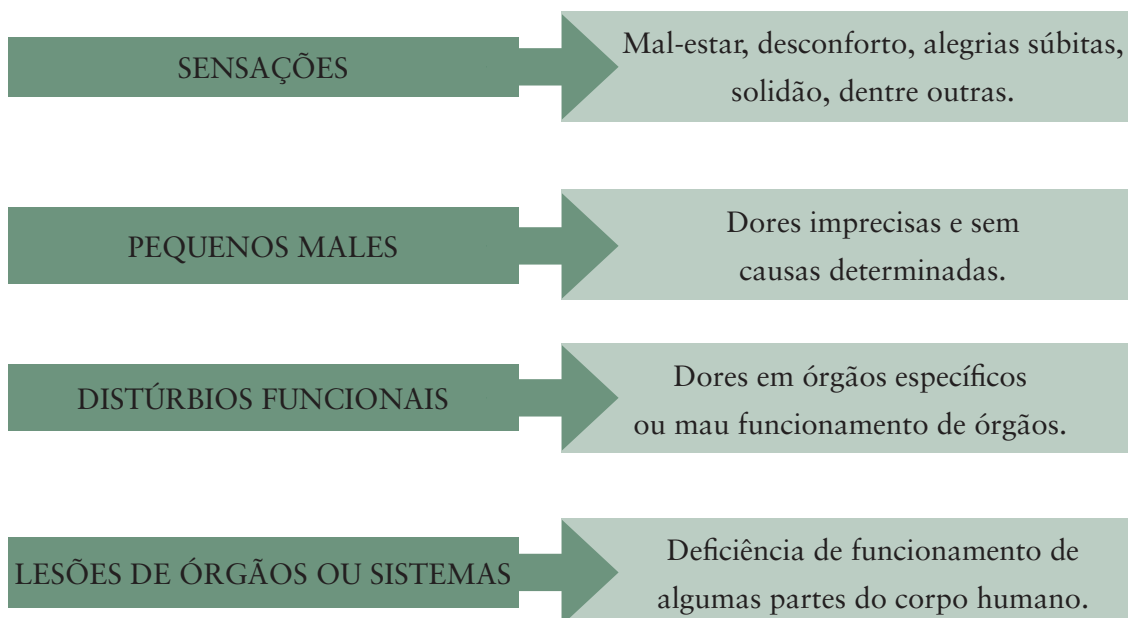 SENSAÇÕES
Mal-estar, desconforto, alegrias súbitas,
solidão, dentre outras.
PEQUENOS MALES
Dores imprecisas e sem
causas determinadas.
DISTÚRBIOS FUNCIONAIS
Dores em órgãos específicos
ou mau funcionamento de órgãos.
LESÕES DE ÓRGÃOS OU SISTEMAS
Deficiência de funcionamento de
algumas partes do corpo humano.